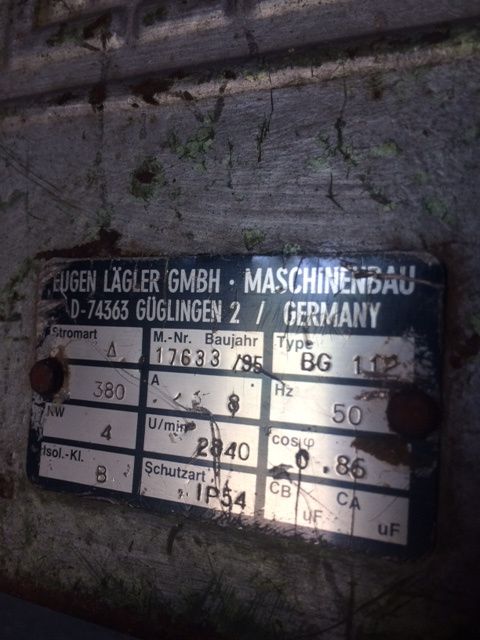 EUGEN LÄGLER GMBH · MASCHINENBAU
D-74363 GÜGLINGEN 2 / GERMANY
Stromart Δ M.-Nr. Baujahr 17633 /95 Type BG 112
380 A 8 Hz 50
NW 4 U/min 2840 cos φ 0.86
Isol.-Kl. B Schutzart IP54 CB uF CA uF